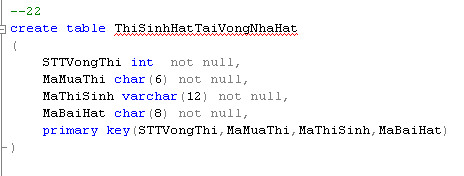 --22
create table ThiSinhHatTaiVongNhaHat
(
STTVongThi int  not null,
MaMuaThi char(6) not null,
MaThiSinh varchar(12) not null,
MaBaiHat char(8) not null,
primary key(STTVongThi,MaMuaThi,MaThiSinh,MaBaiHat)
)